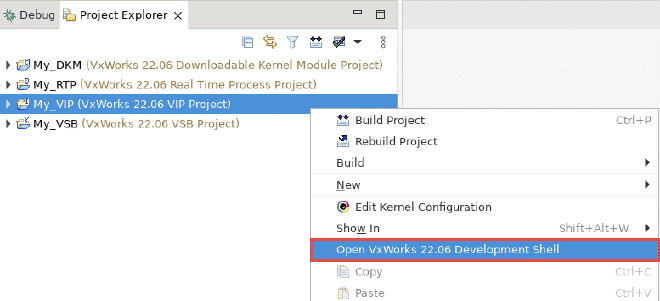 Debug Project Explorer
My_DKM (VxWorks 22.06 Downloadable Kernel Module Project)
My_RTP (VxWorks 22.06 Real Time Process Project)
My_VIP (VxWorks 22.06 VIP Project)
My_VSB (VxWorks 22.06 VSB Project)
Build Project Ctrl+P
Rebuild Project
Build
New
Edit Kernel Configuration
Show In Shift+Alt+W
Open VxWorks 22.06 Development Shell
Copy Ctrl+C
Paste Ctrl+V